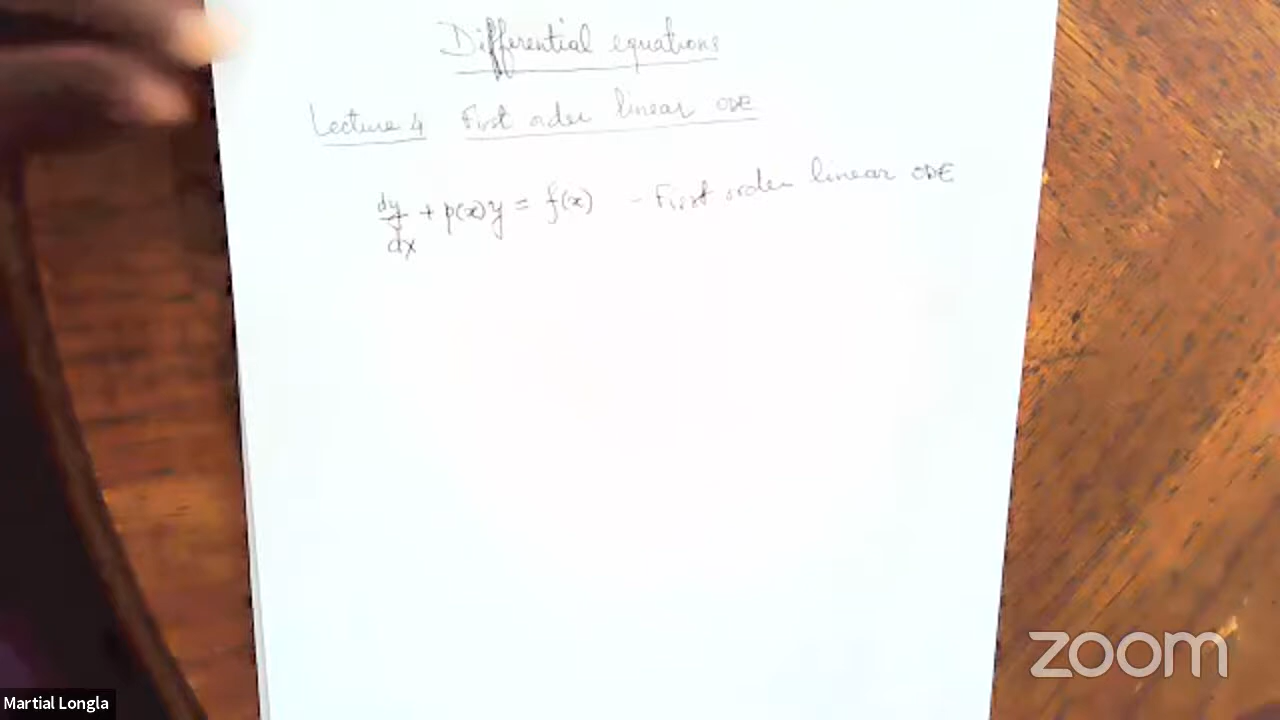 Differential equations
Lecture 4 First order linear ODE
dy/dx + p(x)y = f(x) - First order linear ODE
zoom
Martial Longla